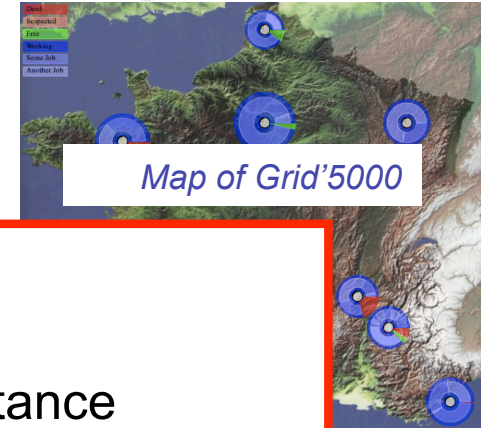 Dead
Suspected
Free
Working
Some Job
Another Job
Map of Grid'5000
tance